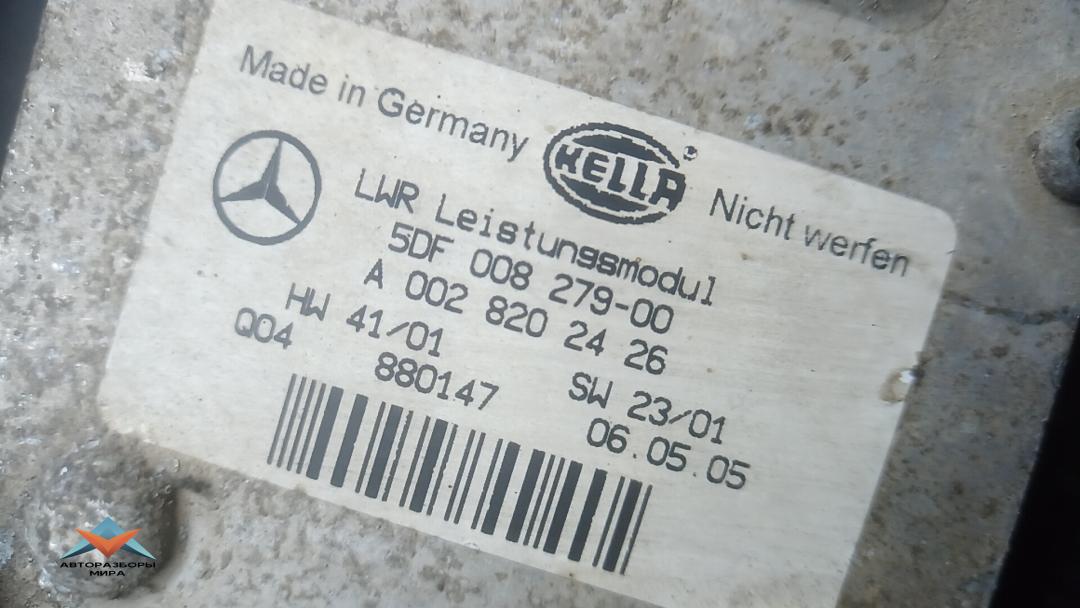 Made in Germany HELLA Nicht werfen
LWR Leistungsmodul
5DF 008 279-00
A 002 820 24 26
HW 41/01 SW 23/01
Q04 880147 06.05.05
АВТОРАЗБОРЫ
МИРА